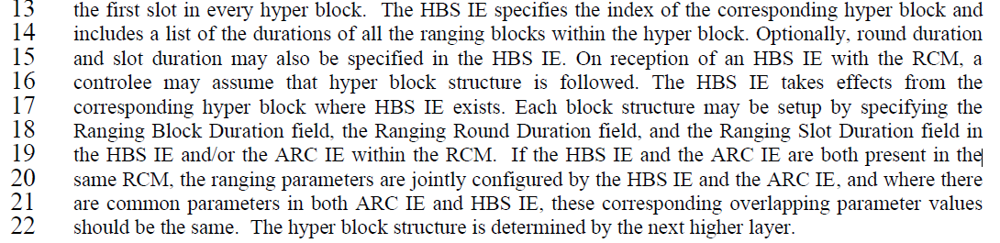 13 the first slot in every hyper block. The HBS IE specifies the index of the corresponding hyper block and
14 includes a list of the durations of all the ranging blocks within the hyper block. Optionally, round duration
15 and slot duration may also be specified in the HBS IE. On reception of an HBS IE with the RCM, a
16 controlee may assume that hyper block structure is followed. The HBS IE takes effects from the
17 corresponding hyper block where HBS IE exists. Each block structure may be setup by specifying the
18 Ranging Block Duration field, the Ranging Round Duration field, and the Ranging Slot Duration field in
19 the HBS IE and/or the ARC IE within the RCM. If the HBS IE and the ARC IE are both present in the
20 same RCM, the ranging parameters are jointly configured by the HBS IE and the ARC IE, and where there
21 are common parameters in both ARC IE and HBS IE, these corresponding overlapping parameter values
22 should be the same. The hyper block structure is determined by the next higher layer.